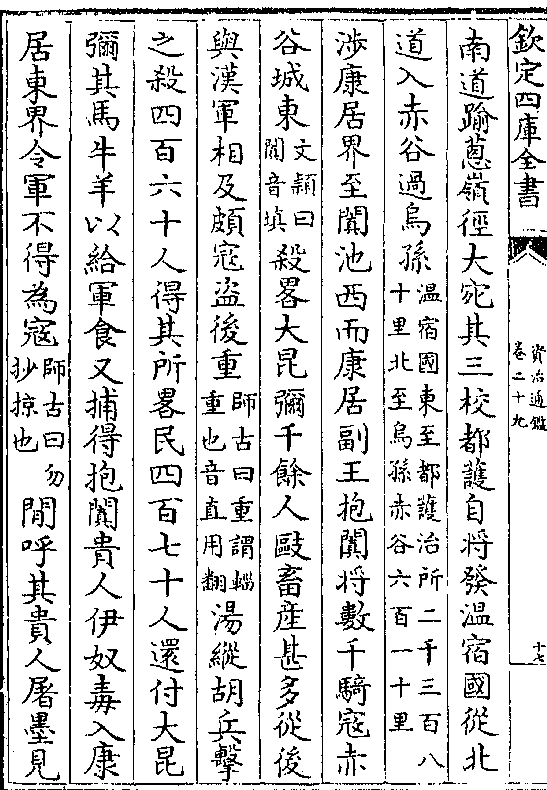 欽定四庫全書
資治通鑑
卷二十九
十七
南道踰蔥嶺徑大宛其三校都護自將發溫宿國從北
道入赤谷過烏孫溫宿國東至都護治所二千三百八
十里北至烏孫赤谷六百一十里
涉康居界至闐池西而康居副王抱闐將數千騎寇赤
谷城東文頴曰
闐音填殺畧大昆彌千餘人敺畜産甚多從後
與漢軍相及頗寇盗後重師古曰重謂輜
重也音直用翻湯縱胡兵擊
之殺四百六十人得其所畧民四百七十人還付大昆
彌其馬牛羊以給軍食又捕得抱闐貴人伊奴毒入康
居東界令軍不得為寇師古曰勿
抄掠也間呼其貴人屠墨見